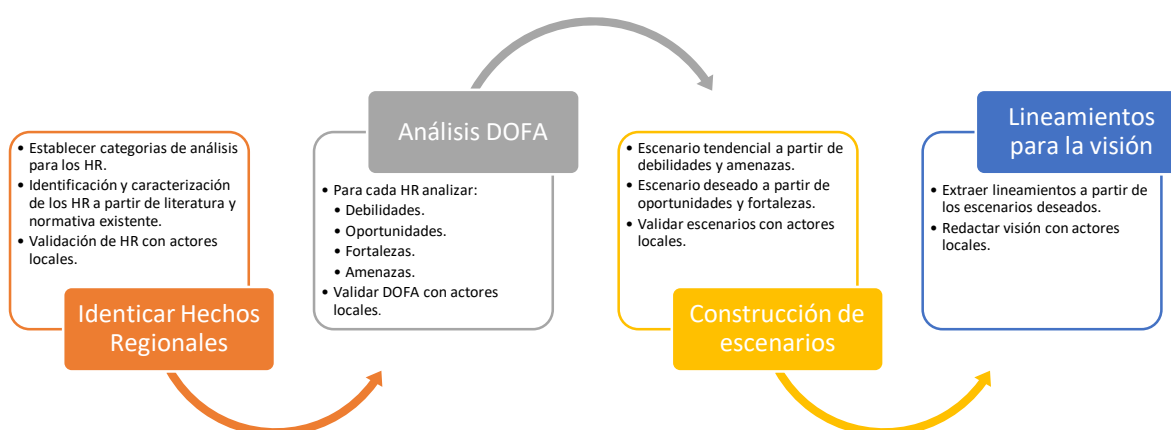 • Establecer categorias de análisis
para los HR.
• Identificación y caracterización
de los HR a partir de literatura y
normativa existente.
• Validación de HR con actores
locales.
Identicar Hechos
Regionales
Análisis DOFA
• Para cada HR analizar:
• Debilidades.
• Oportunidades.
• Fortalezas.
• Amenazas.
• Validar DOFA con actores
locales.
• Escenario tendencial a partir de
debilidades y amenazas.
• Escenario deseado a partir de
oportunidades y fortalezas.
• Validar escenarios con actores
locales.
Construcción de
escenarios
Lineamientos
para la visión
• Extraer lineamientos a partir de
los escenarios deseados.
• Redactar visión con actores
locales.